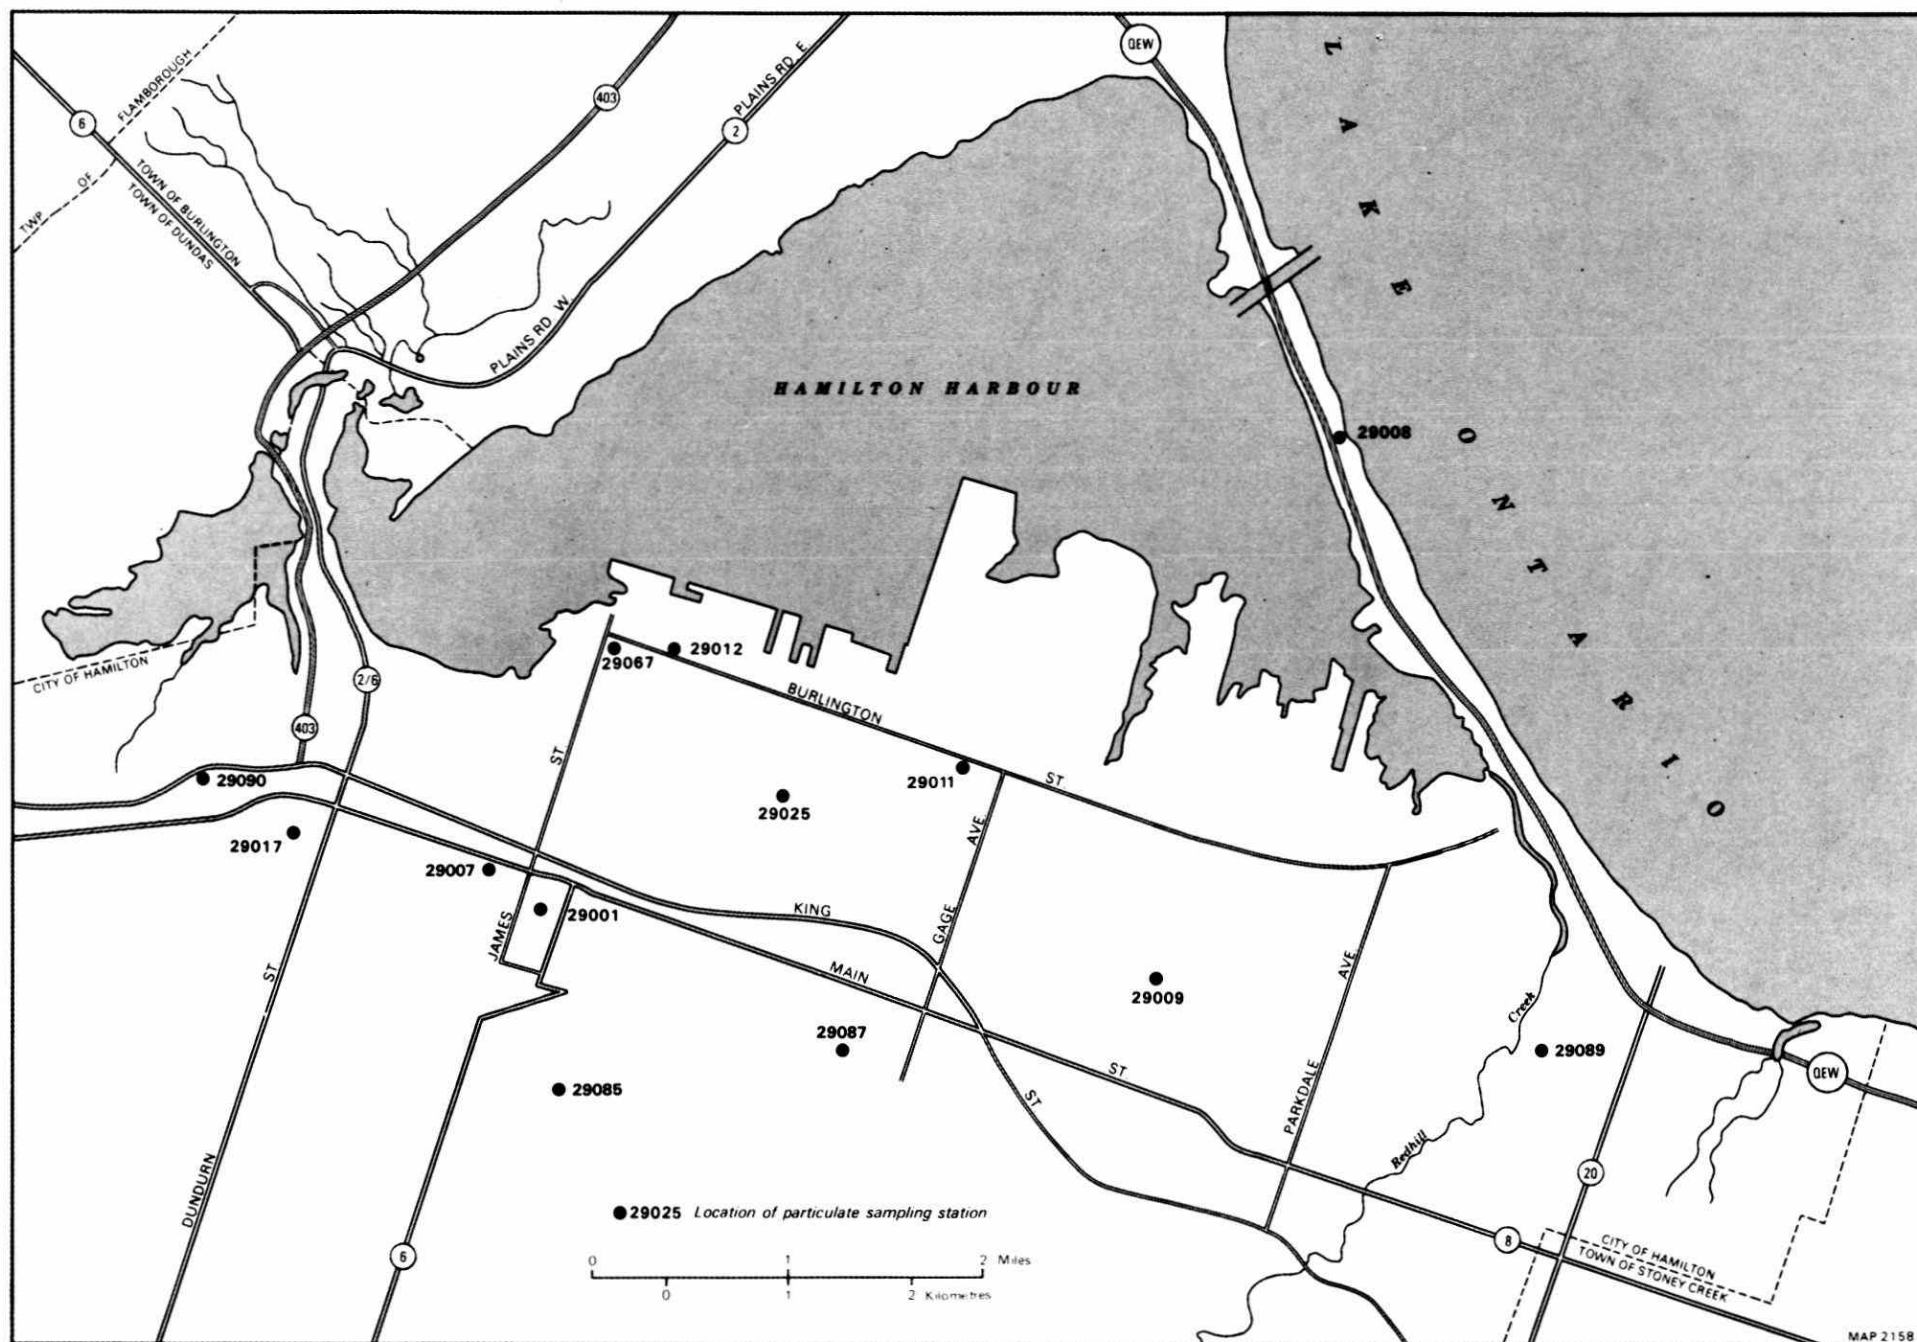 QEW
LAKE ONTARIO
403
PLAINS RD. E
2
6
TWP OF FLAMBOROUGH
TOWN OF BURLINGTON
TOWN OF DUNDAS
PLAINS RD W.
HAMILTON HARBOUR
29008
CITY OF HAMILTON
2/6
403
29067
29012
BURLINGTON ST.
29090
29017
29011
29025
29007
29001
JAMES ST
KING ST
MAIN ST
GAGE AVE
29009
PARKDALE AVE
Redhill Creek
29087
29085
29089
QEW
DUNDURN ST
6
20
8
CITY OF HAMILTON
TOWN OF STONEY CREEK
29025 Location of particulate sampling station
0 1 2 Miles
0 1 2 Kilometres
MAP 2158